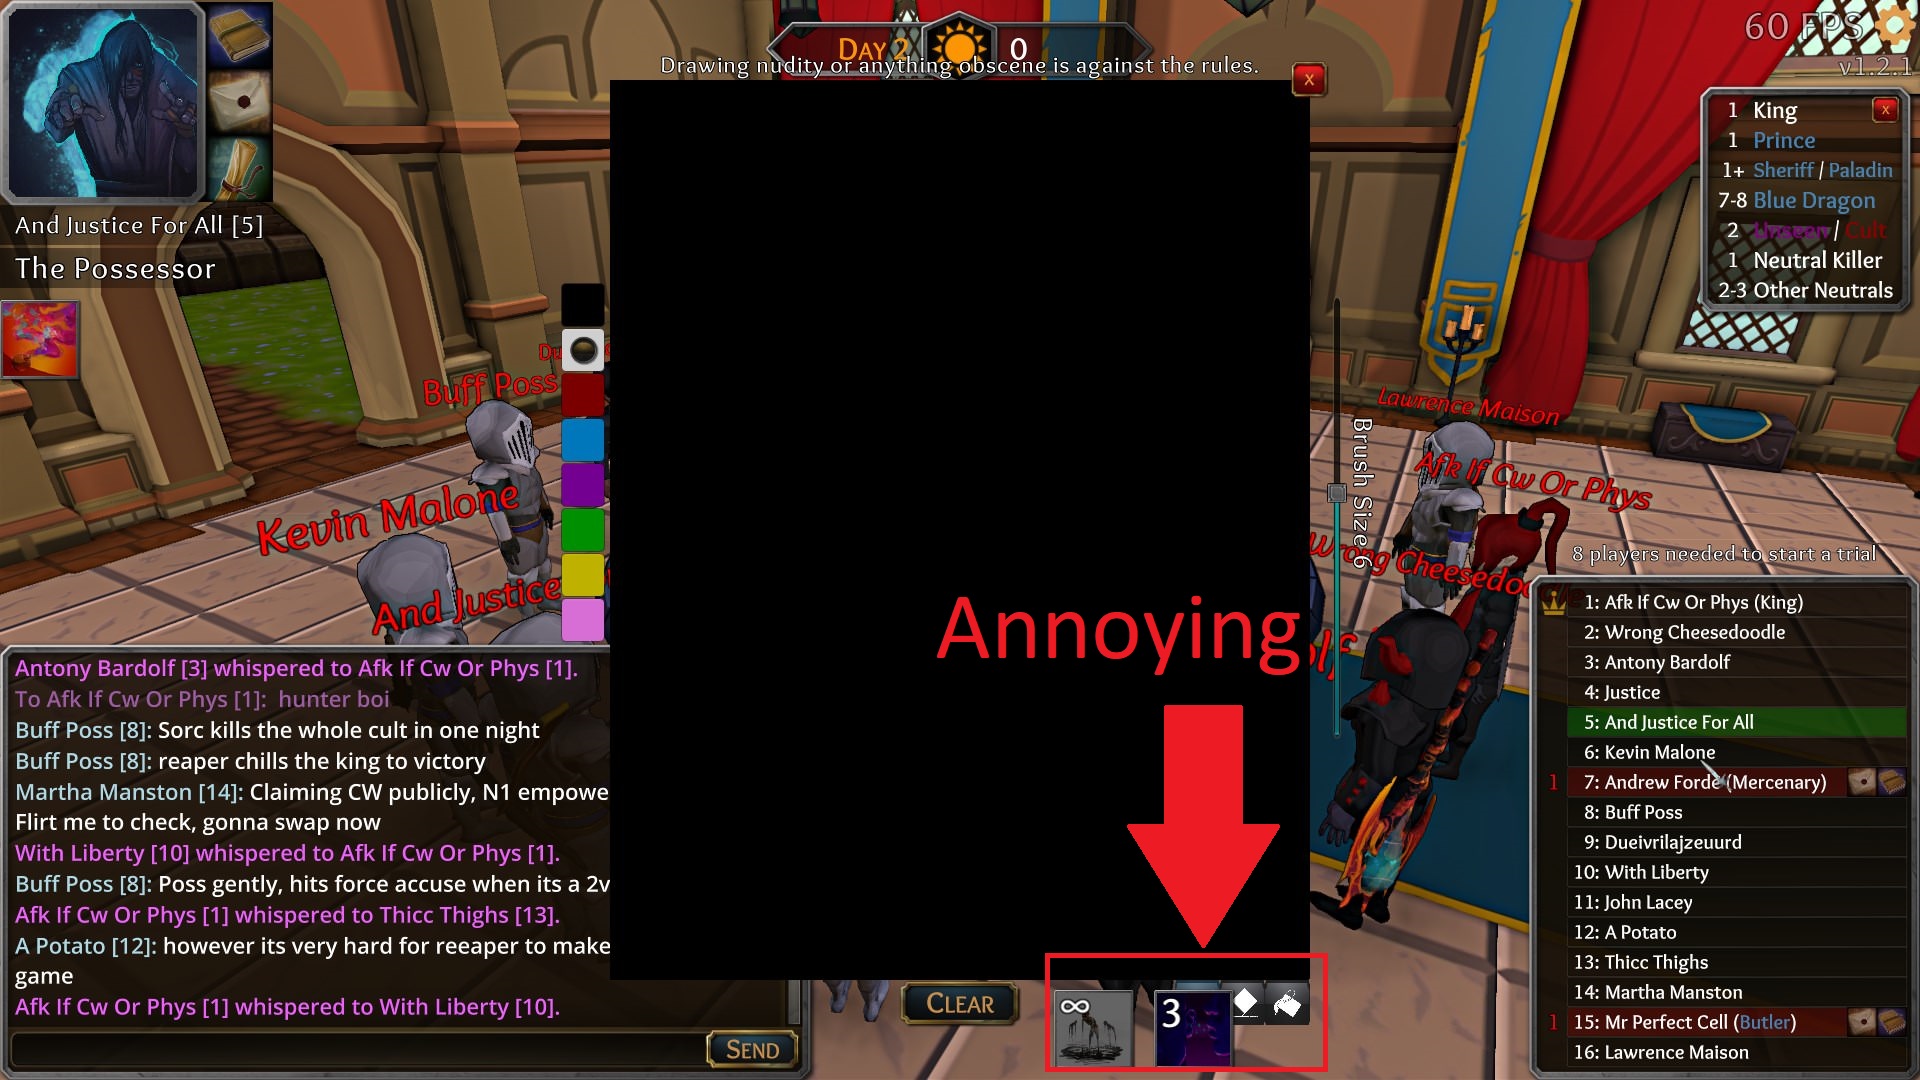 60 FPS
v1.2.1
DAY 2
0
Drawing nudity or anything obscene is against the rules.
x
And Justice For All [5]
The Possessor
1 King
x
1 Prince
1+ Sheriff / Paladin
7-8 Blue Dragon
2 Unseen / Cult
1 Neutral Killer
2-3 Other Neutrals
Buff Poss
Kevin Malone
And Justice
Lawrence Maison
Afk If Cw Or Phys
Wrong Cheesedoo
Brush Size 6
Annoying
8 players needed to start a trial
1: Afk If Cw Or Phys (King)
2: Wrong Cheesedoodle
3: Antony Bardolf
4: Justice
5: And Justice For All
6: Kevin Malone
1 7: Andrew Forde (Mercenary)
8: Buff Poss
9: Dueivrilajzeuurd
10: With Liberty
11: John Lacey
12: A Potato
13: Thicc Thighs
14: Martha Manston
1 15: Mr Perfect Cell (Butler)
16: Lawrence Maison
Antony Bardolf [3] whispered to Afk If Cw Or Phys [1].
To Afk If Cw Or Phys [1]: hunter boi
Buff Poss [8]: Sorc kills the whole cult in one night
Buff Poss [8]: reaper chills the king to victory
Martha Manston [14]: Claiming CW publicly, N1 empowe
Flirt me to check, gonna swap now
With Liberty [10] whispered to Afk If Cw Or Phys [1].
Buff Poss [8]: Poss gently, hits force accuse when its a 2v
Afk If Cw Or Phys [1] whispered to Thicc Thighs [13].
A Potato [12]: however its very hard for reeaper to make
game
Afk If Cw Or Phys [1] whispered to With Liberty [10].
SEND
CLEAR
∞
3